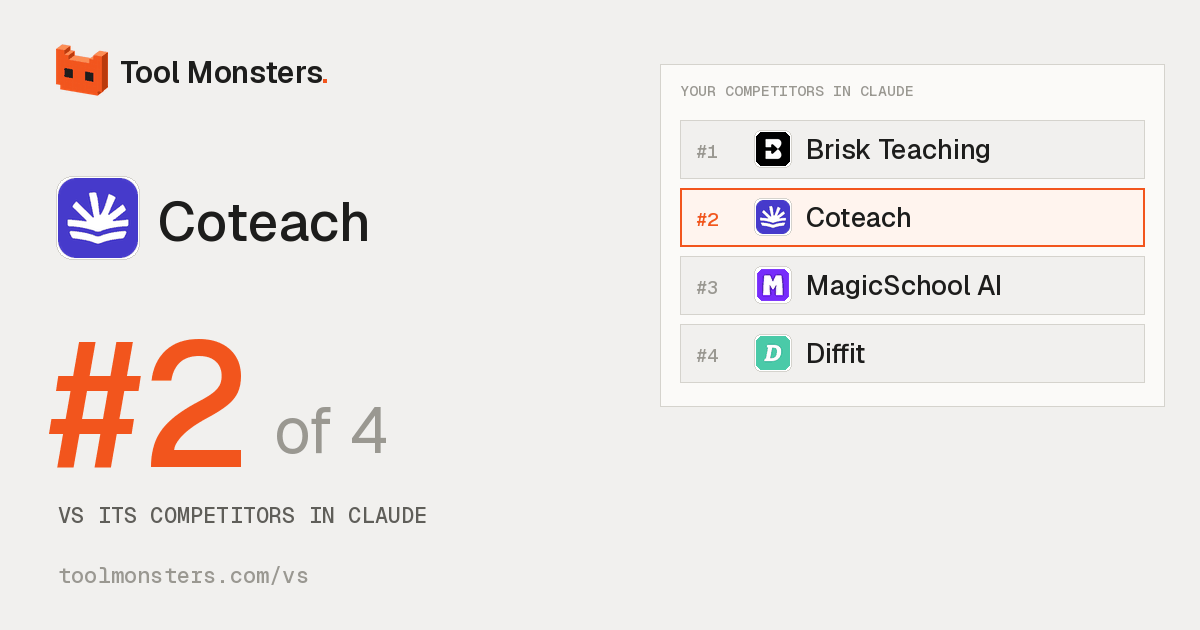 Tool Monsters.
Coteach
#2 of 4
VS ITS COMPETITORS IN CLAUDE
toolmonsters.com/vs
YOUR COMPETITORS IN CLAUDE
#1 B Brisk Teaching
#2 Coteach
#3 M MagicSchool AI
#4 D Diffit